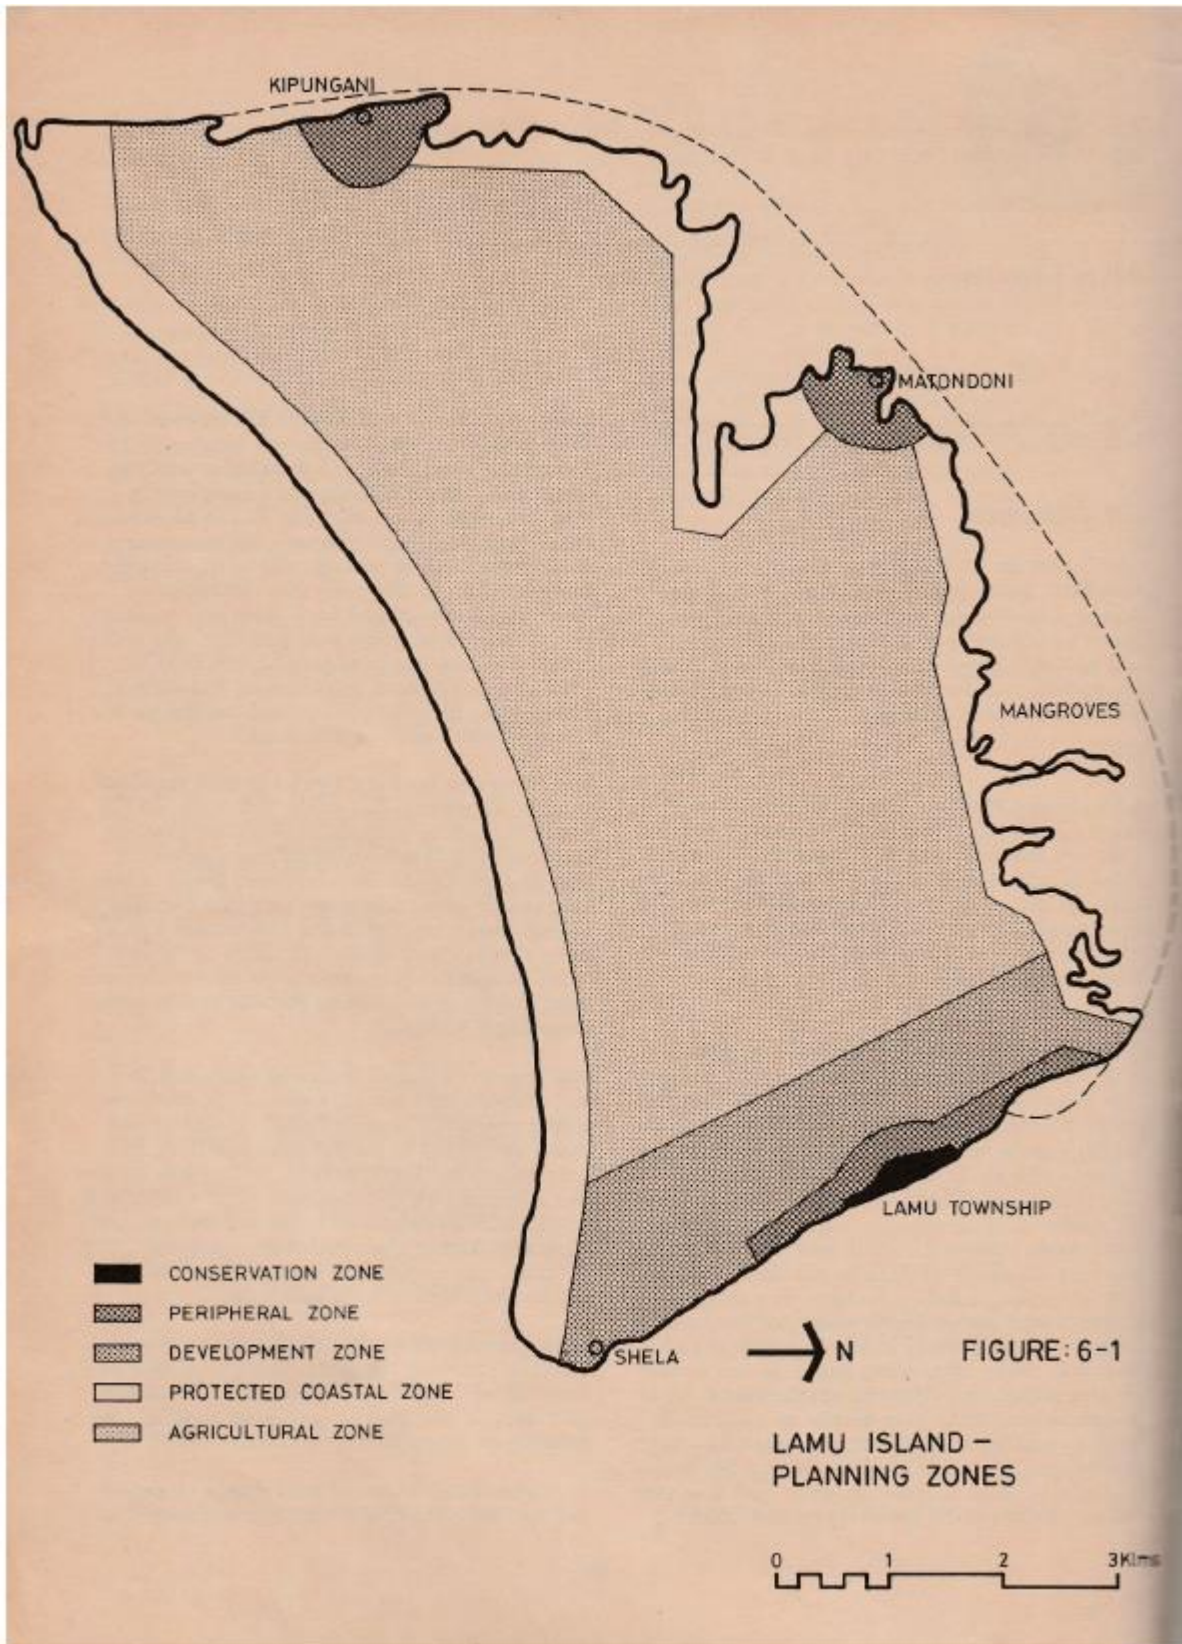 KIPUNGANI
MATONDONI
MANGROVES
LAMU TOWNSHIP
CONSERVATION ZONE
PERIPHERAL ZONE
DEVELOPMENT ZONE
PROTECTED COASTAL ZONE
AGRICULTURAL ZONE
SHELA
N
FIGURE: 6-1
LAMU ISLAND –
PLANNING ZONES
0 1 2 3 Klms